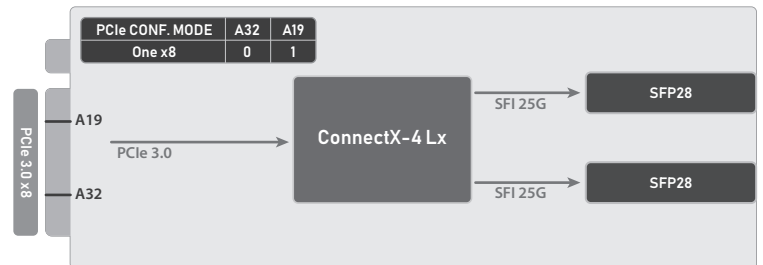 PCIe CONF. MODE A32 A19
One x8 0 1
SFI 25G
SFP28
A19
PCIe 3.0
ConnectX-4 Lx
PCIe 3.0 x8
A32
SFI 25G
SFP28